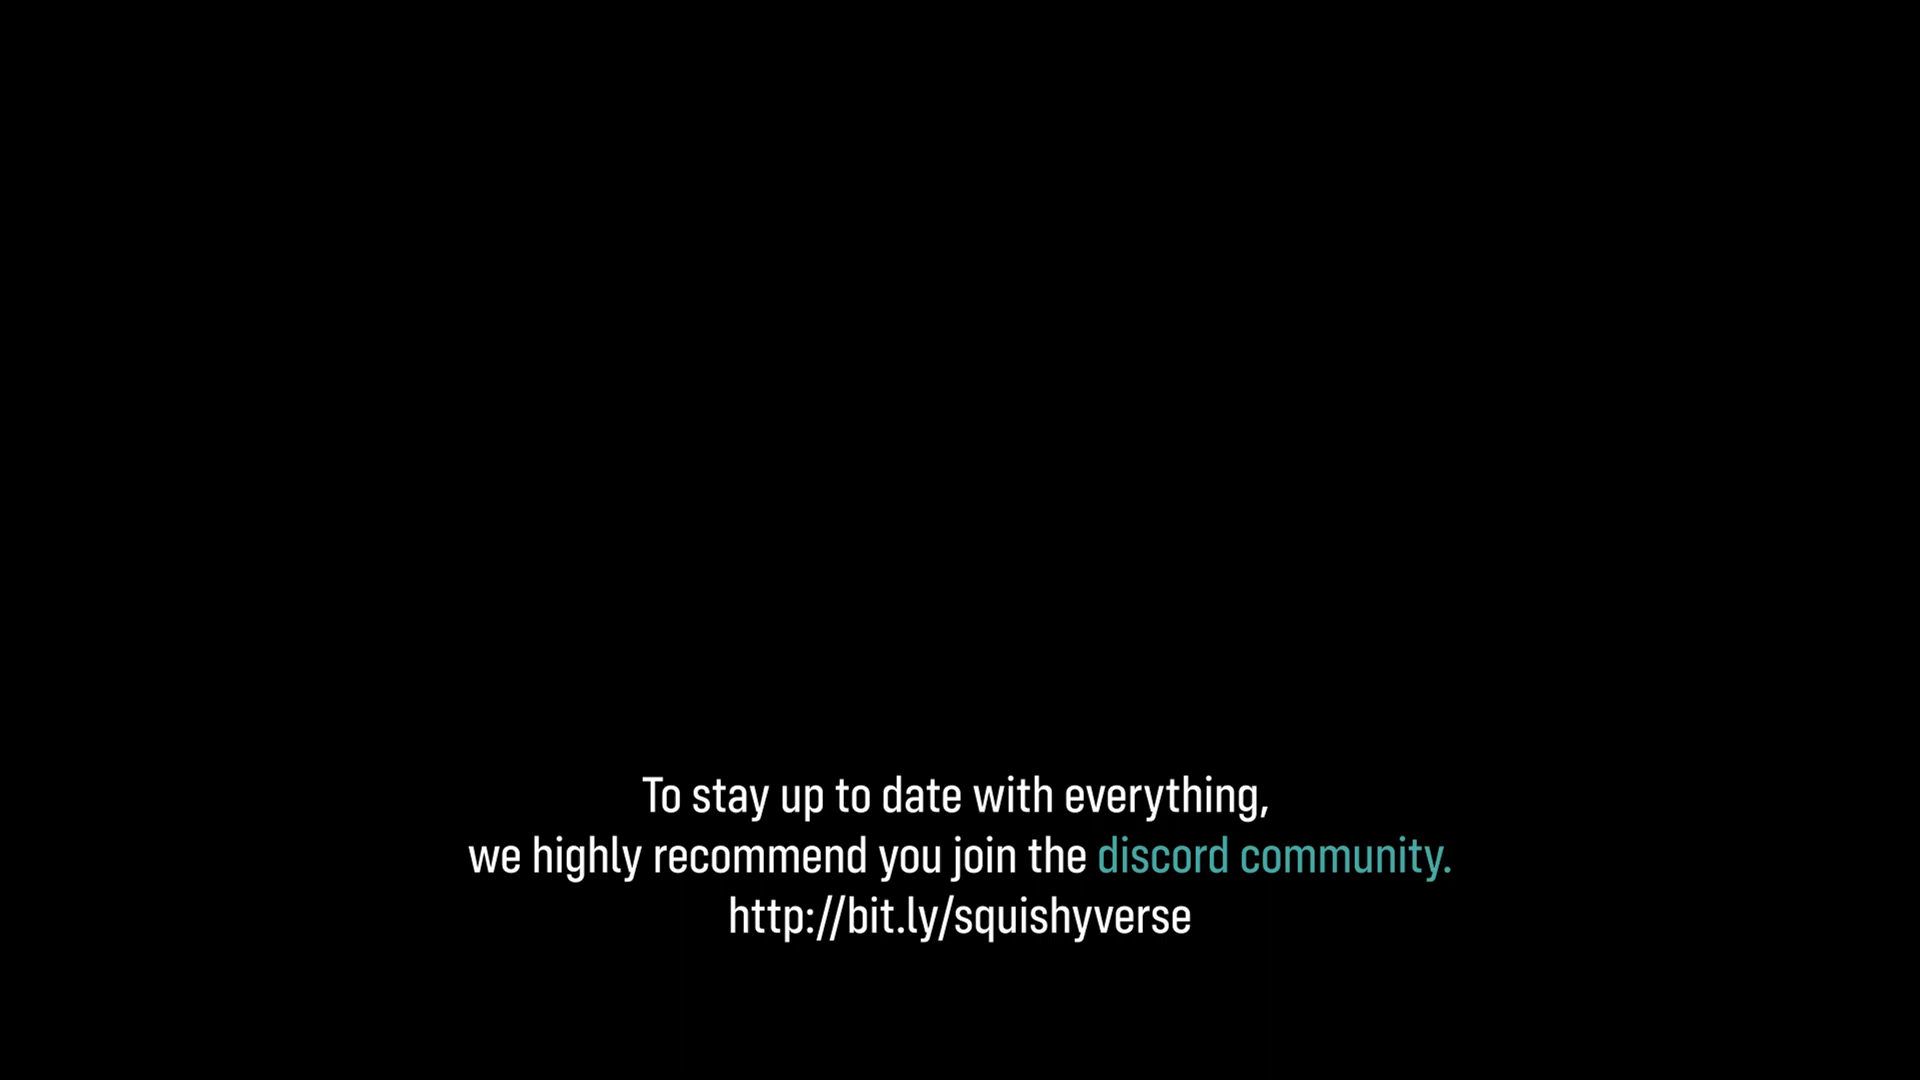 To stay up to date with everything,
we highly recommend you join the discord community.
http://bit.ly/squishyverse